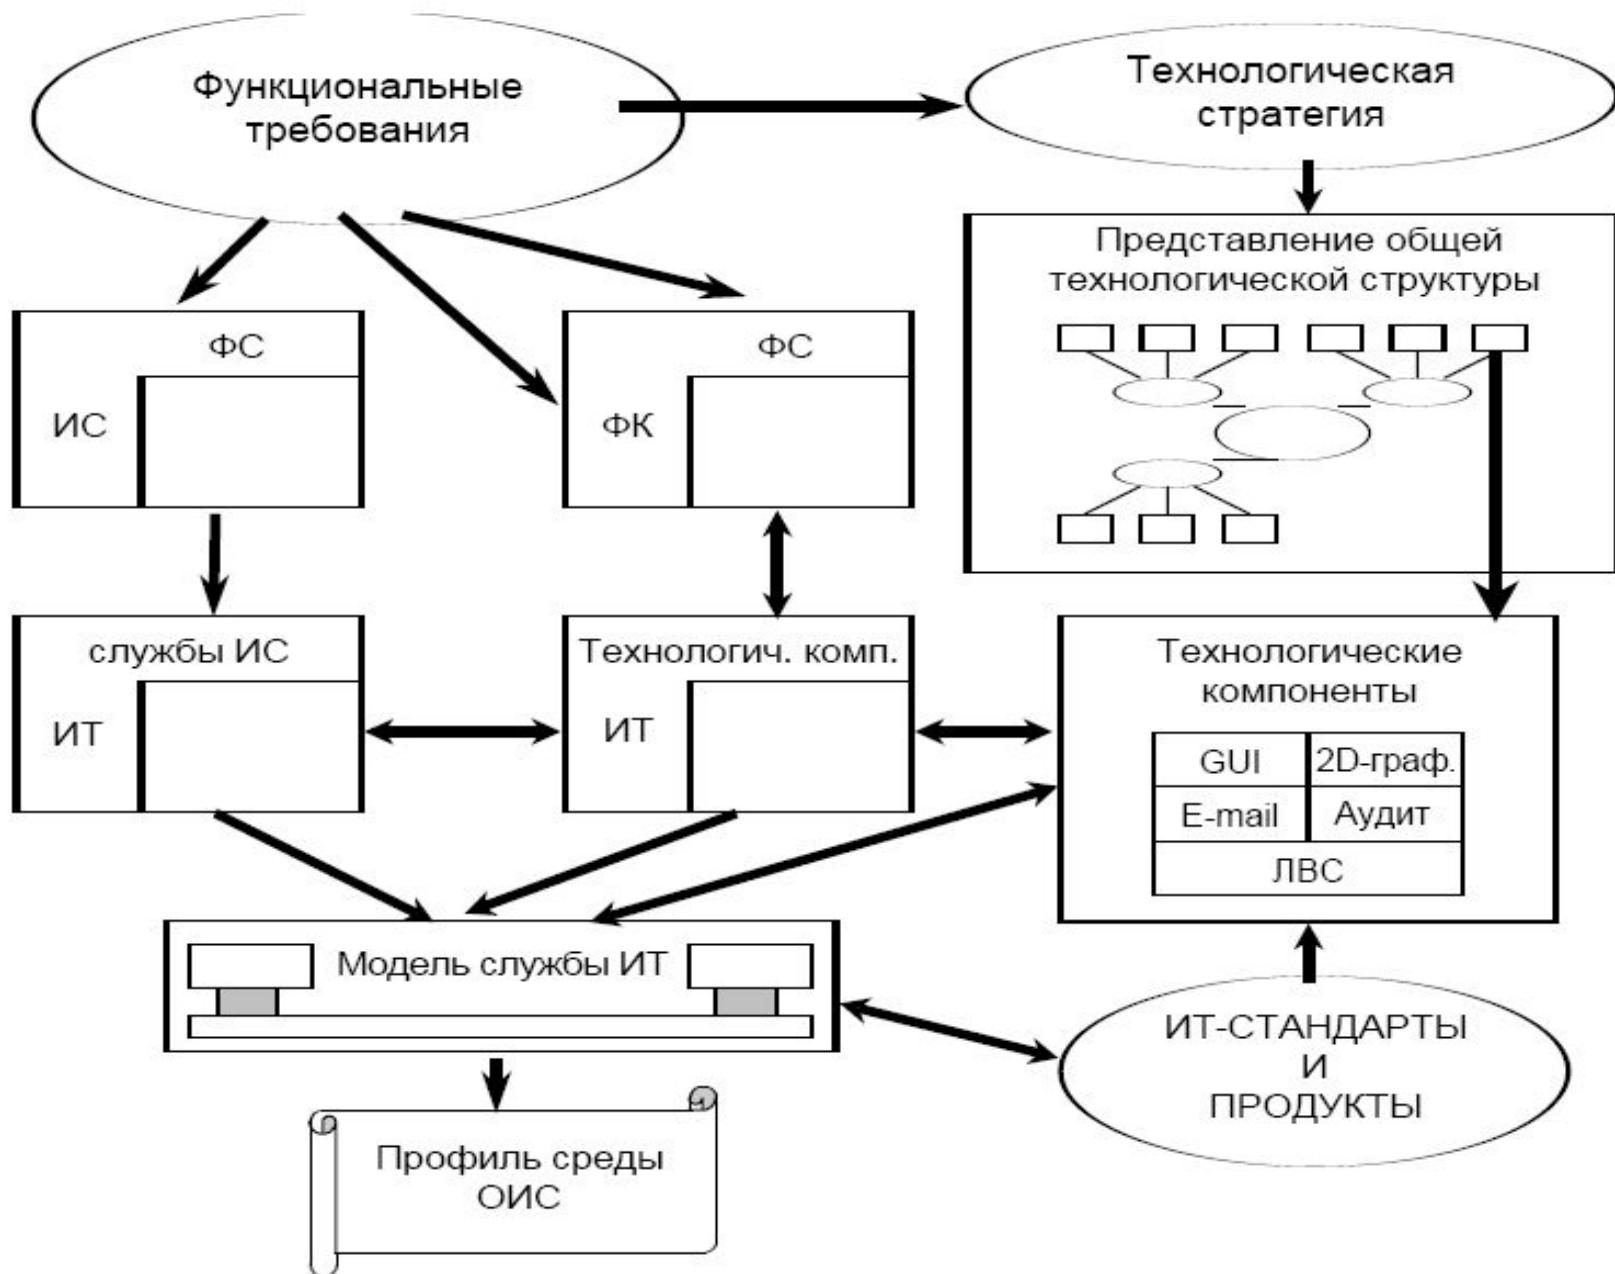 Функциональные
требования
Технологическая
стратегия
Представление общей
технологической структуры
ФС
ИС
ФС
ФК
службы ИС
ИТ
Технологич. комп.
ИТ
Технологические
компоненты
GUI
2D-граф.
E-mail
Аудит
ЛВС
Модель службы ИТ
ИТ-СТАНДАРТЫ
И
ПРОДУКТЫ
Профиль среды
ОИС